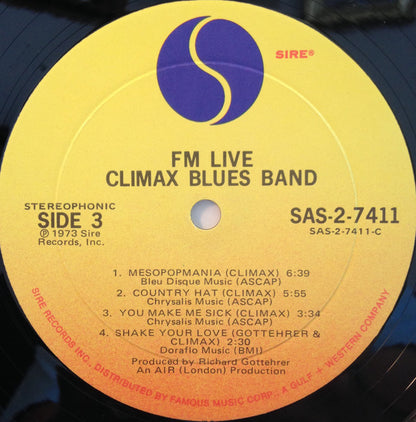 SIRE®
FM LIVE
CLIMAX BLUES BAND
STEREOPHONIC
SIDE 3
℗ 1973 Sire
Records, Inc.
SAS-2-7411
SAS-2-7411-C
1. MESOPOPMANIA (CLIMAX) 6:39
Bleu Disque Music (ASCAP)
2. COUNTRY HAT (CLIMAX) 5:55
Chrysalis Music (ASCAP)
3. YOU MAKE ME SICK (CLIMAX) 3:34
Chrysalis Music (ASCAP)
4. SHAKE YOUR LOVE (GOTTEHRER &
CLIMAX) 2:30
Doraflo Music (BMI)
Produced by Richard Gottehrer
An AIR (London) Production
SIRE RECORDS INC. DISTRIBUTED BY FAMOUS MUSIC CORP., A GULF + WESTERN COMPANY